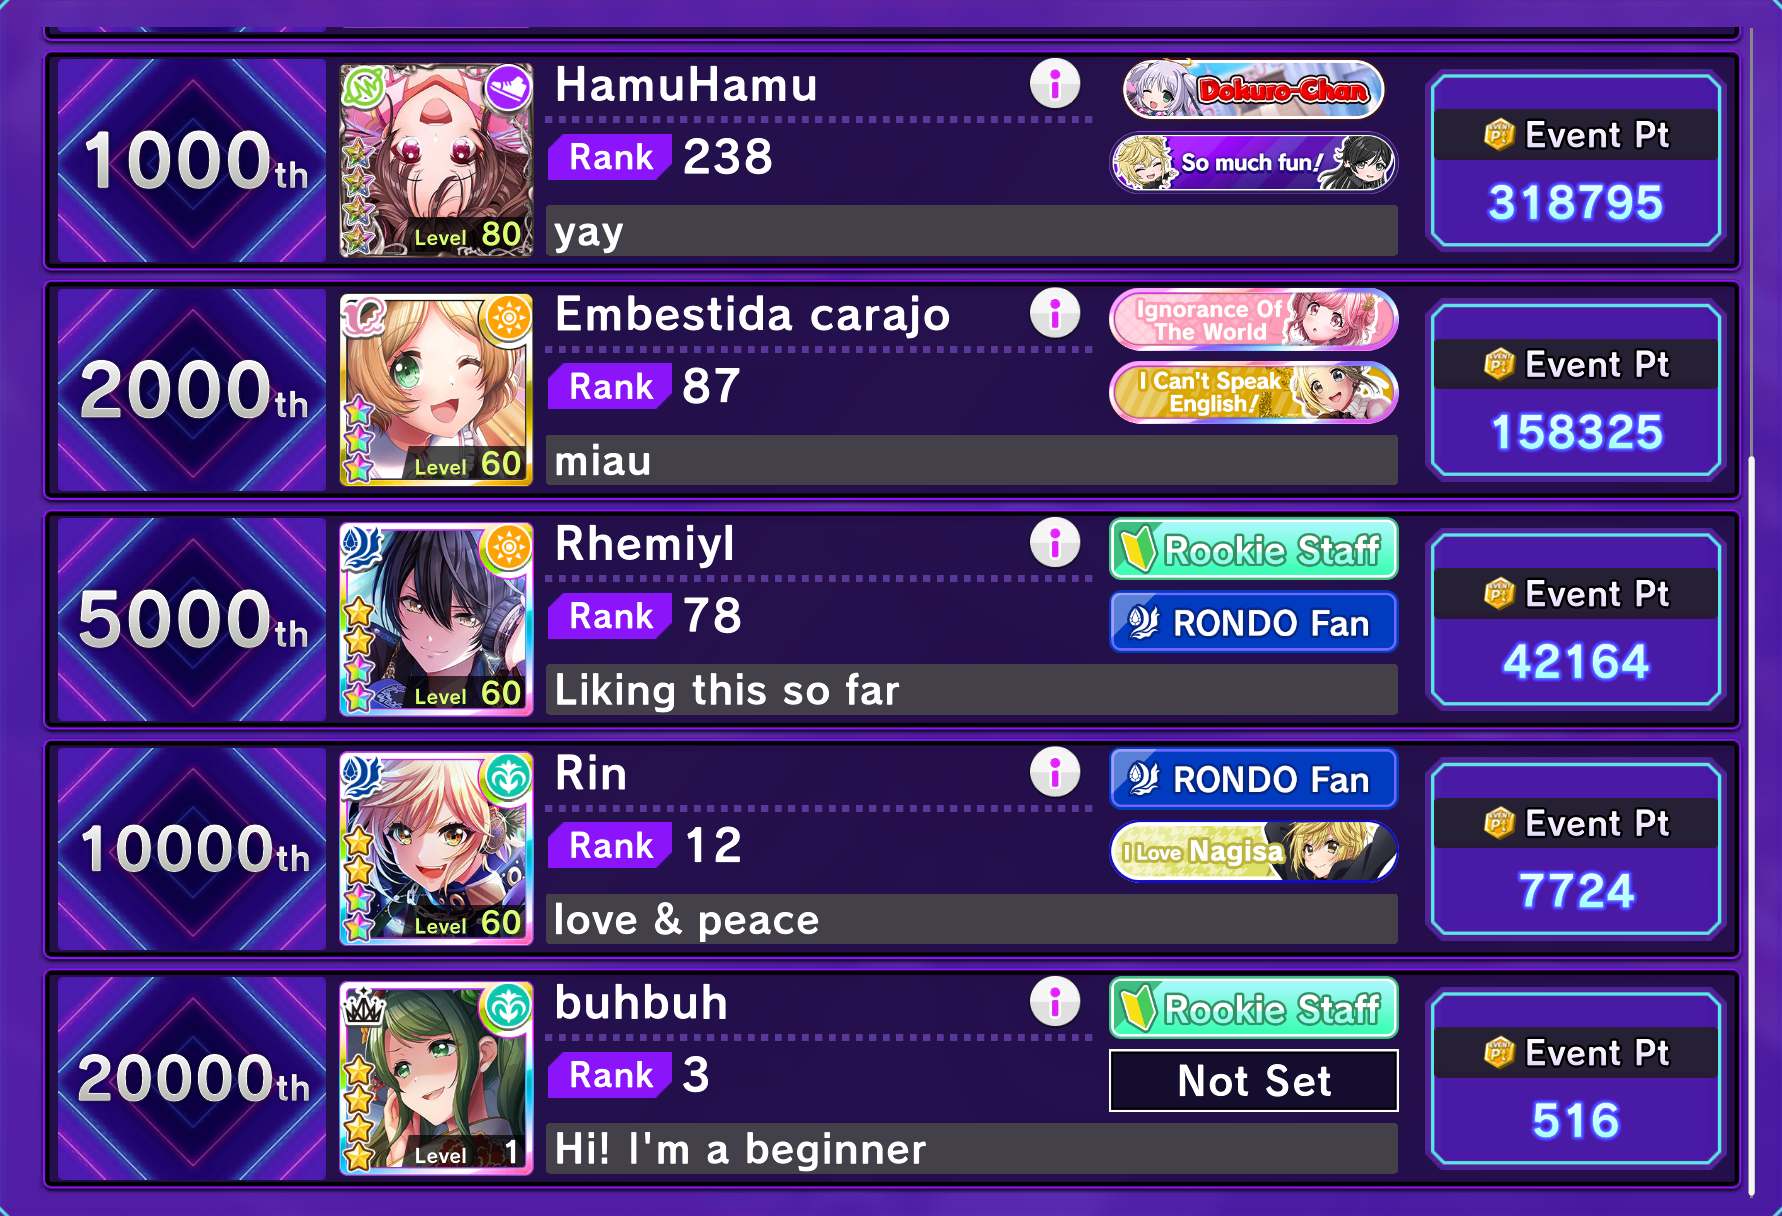 1000th
HamuHamu
Rank 238
yay
Level 80
Dokuro-Chan
So much fun!
Event Pt
318795
2000th
Embestida carajo
Rank 87
miau
Level 60
Ignorance Of
The World
I Can't Speak
English!
Event Pt
158325
5000th
Rhemiyl
Rank 78
Liking this so far
Level 60
Rookie Staff
RONDO Fan
Event Pt
42164
10000th
Rin
Rank 12
love & peace
Level 60
RONDO Fan
I Love Nagisa
Event Pt
7724
20000th
buhbuh
Rank 3
Hi! I'm a beginner
Level 1
Rookie Staff
Not Set
Event Pt
516